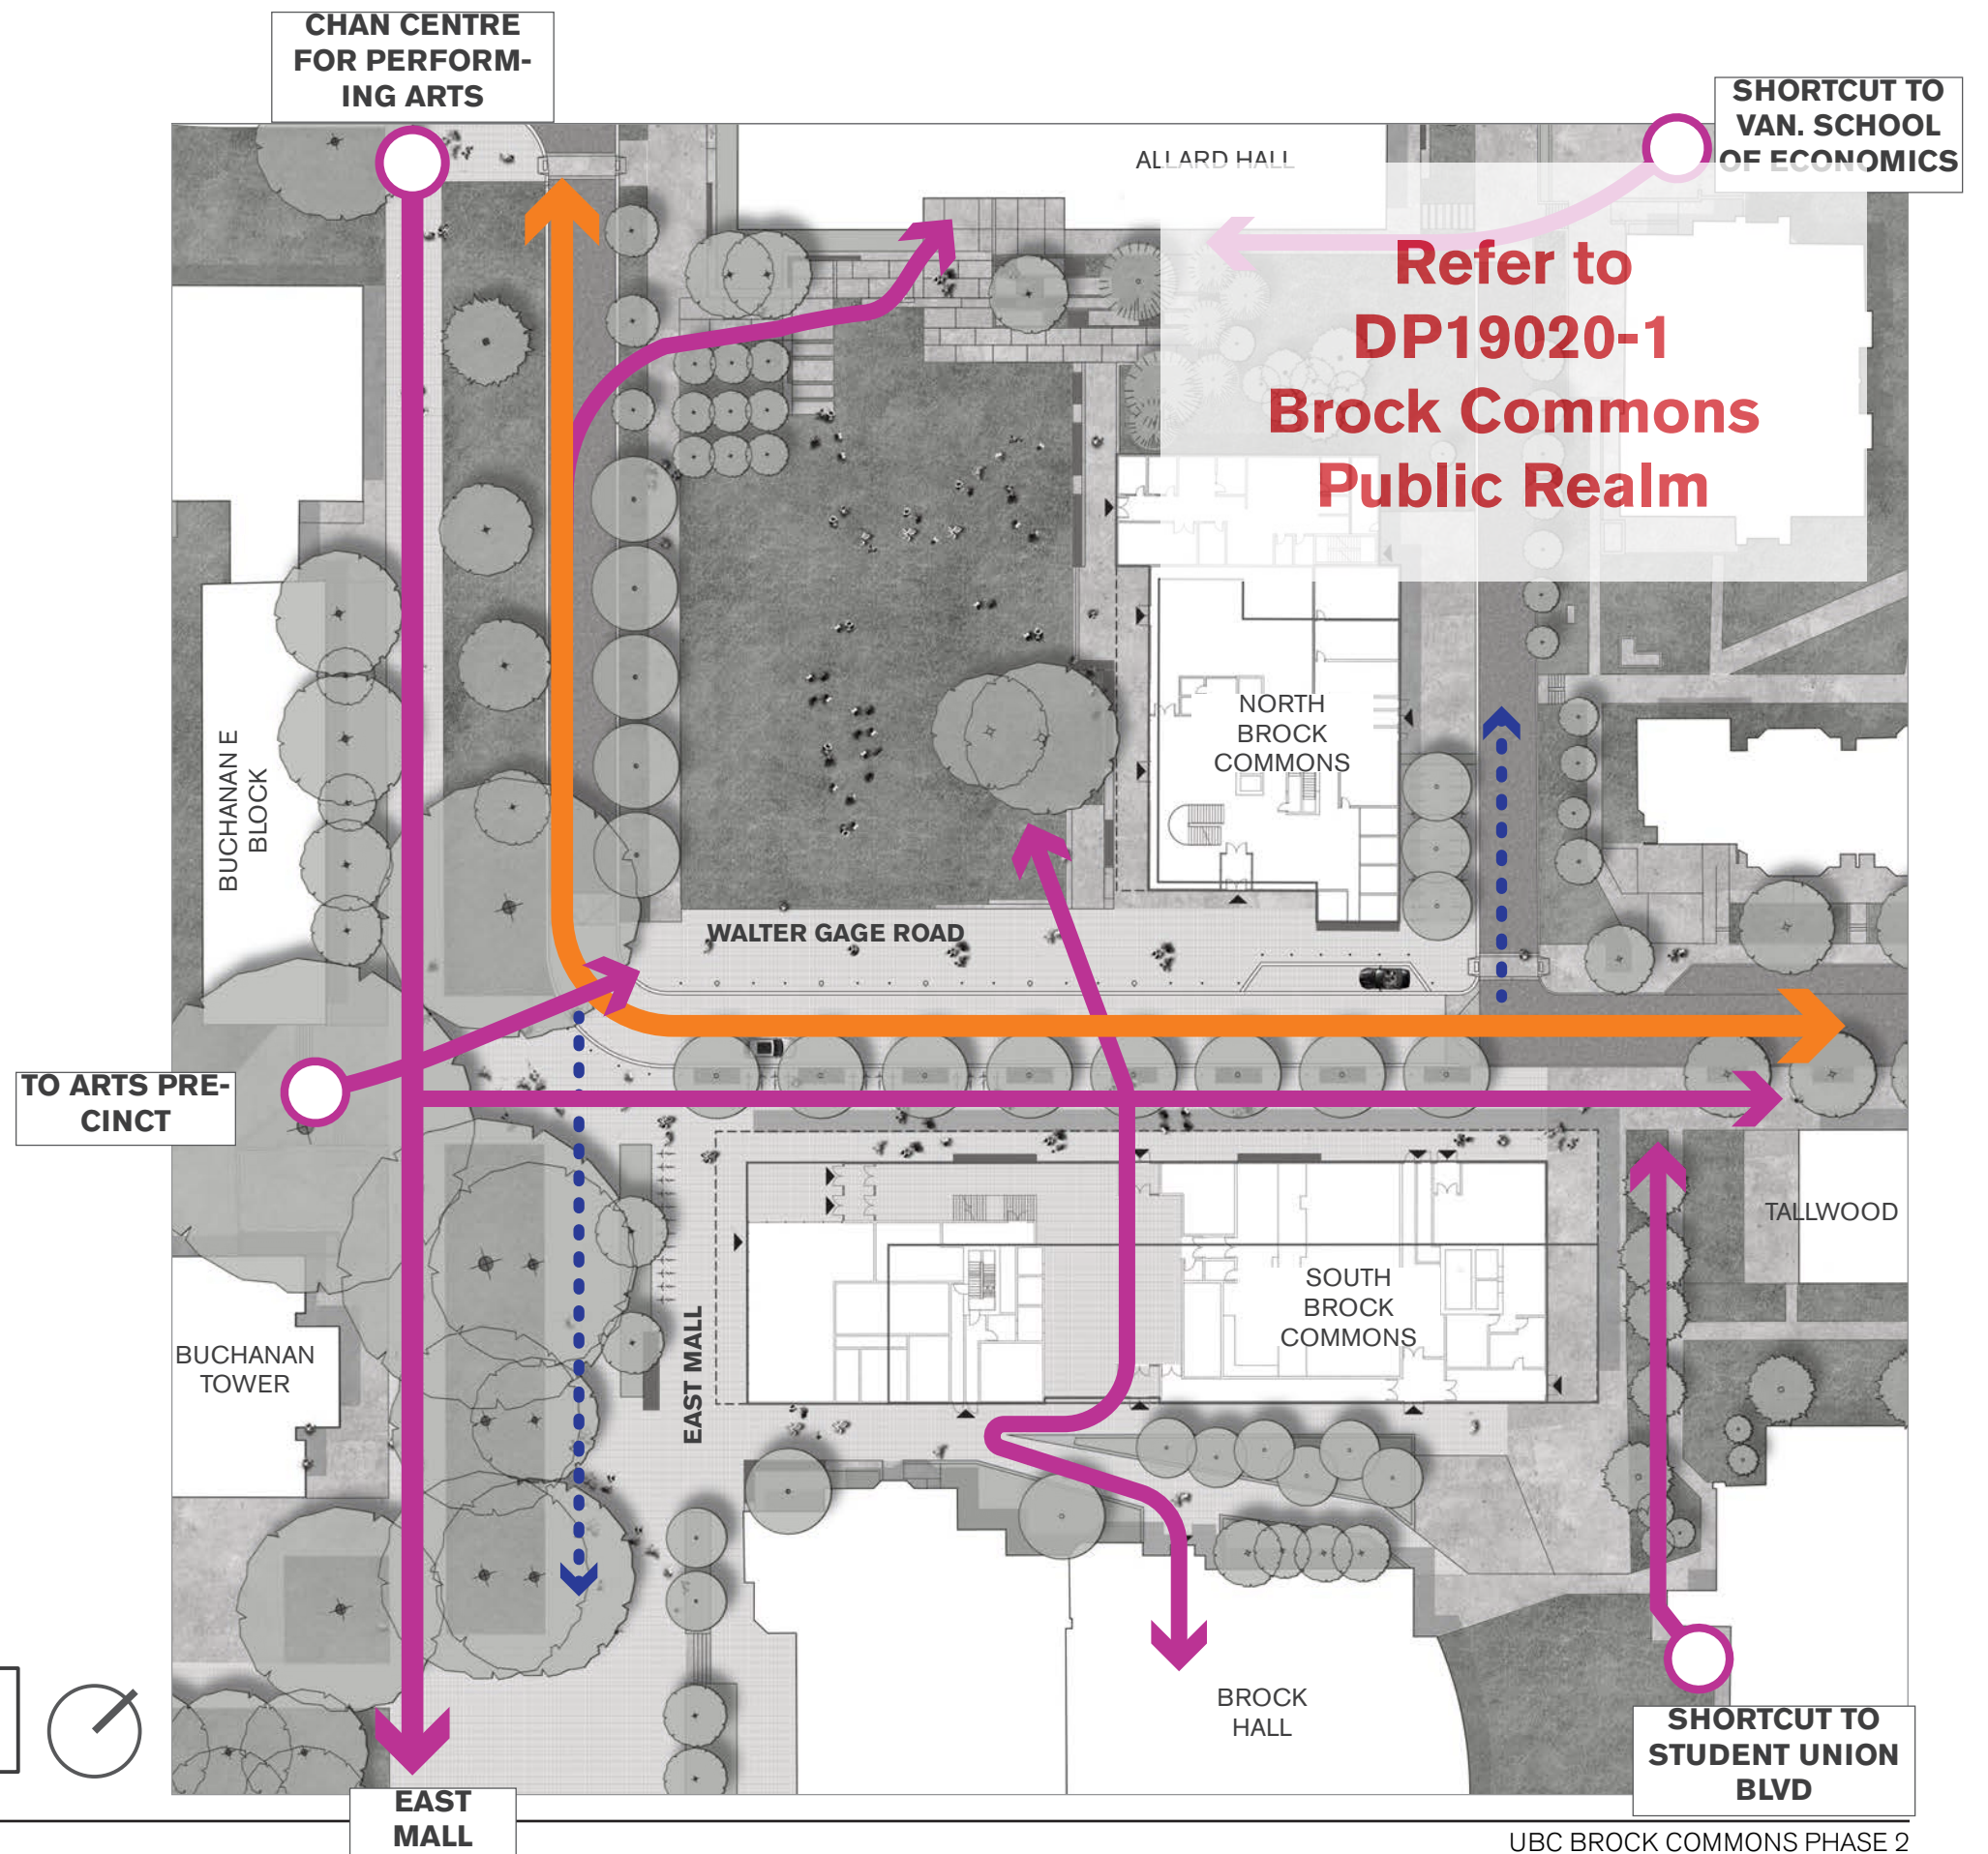 CHAN CENTRE
FOR PERFORM-
ING ARTS
SHORTCUT TO
VAN. SCHOOL
OF ECONOMICS
ALLARD HALL
Refer to
DP19020-1
Brock Commons
Public Realm
NORTH
BROCK
COMMONS
BUCHANAN E
BLOCK
WALTER GAGE ROAD
TO ARTS PRE-
CINCT
TALLWOOD
SOUTH
BROCK
COMMONS
EAST MALL
BUCHANAN
TOWER
BROCK
HALL
SHORTCUT TO
STUDENT UNION
BLVD
EAST
MALL
UBC BROCK COMMONS PHASE 2